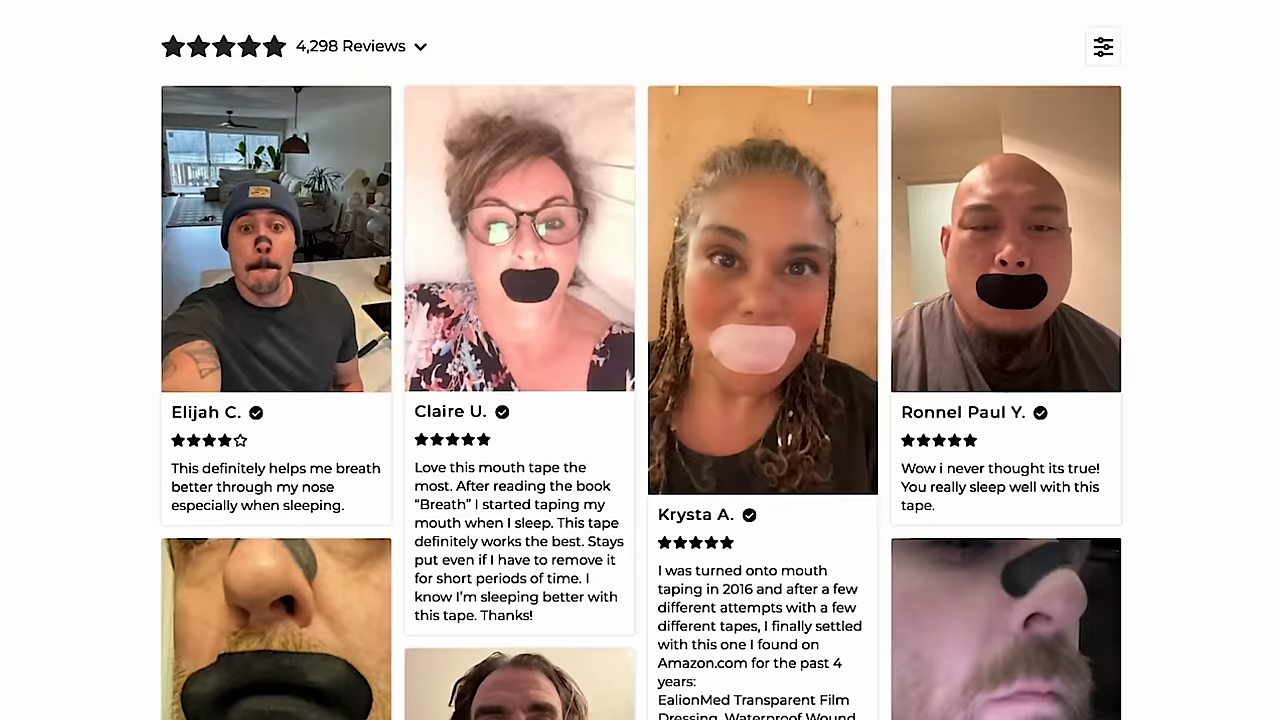 4,298 Reviews
Elijah C.
This definitely helps me breath
better through my nose
especially when sleeping.
Claire U.
Love this mouth tape the
most. After reading the book
“Breath” I started taping my
mouth when I sleep. This tape
definitely works the best. Stays
put even if I have to remove it
for short periods of time. I
know I’m sleeping better with
this tape. Thanks!
Krysta A.
I was turned onto mouth
taping in 2016 and after a few
different attempts with a few
different tapes, I finally settled
with this one I found on
Amazon.com for the past 4
years:
EalionMed Transparent Film
Dressing, Waterproof Wound
Ronnel Paul Y.
Wow i never thought its true!
You really sleep well with this
tape.